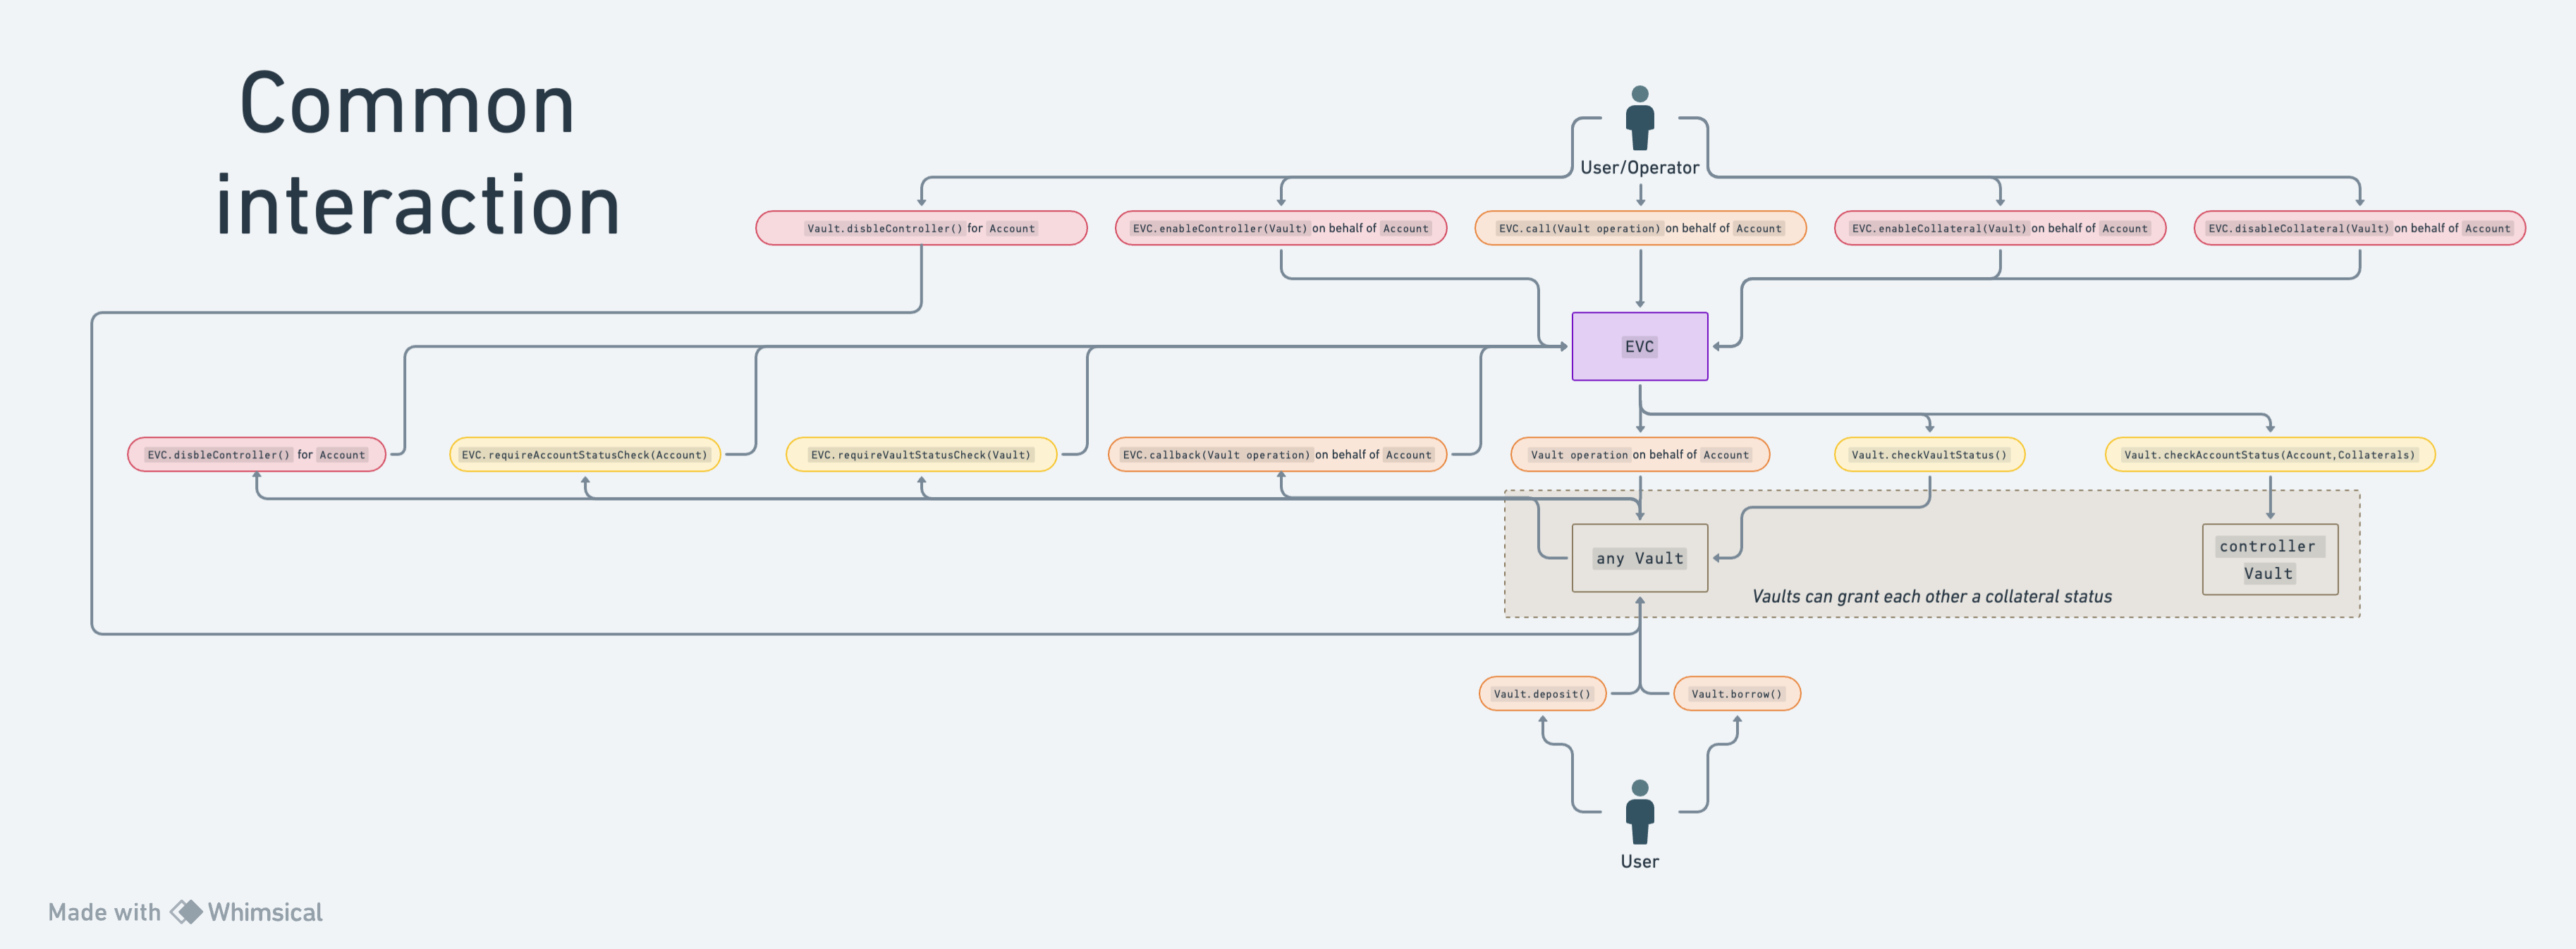 Common
interaction
User/Operator
Vault.disbleController() for Account
EVC.enableController(Vault) on behalf of Account
EVC.call(Vault operation) on behalf of Account
EVC.enableCollateral(Vault) on behalf of Account
EVC.disableCollateral(Vault) on behalf of Account
EVC
EVC.disbleController() for Account
EVC.requireAccountStatusCheck(Account)
EVC.requireVaultStatusCheck(Vault)
EVC.callback(Vault operation) on behalf of Account
Vault operation on behalf of Account
Vault.checkVaultStatus()
Vault.checkAccountStatus(Account,Collaterals)
any Vault
controller
Vault
Vaults can grant each other a collateral status
Vault.deposit()
Vault.borrow()
User
Made with Whimsical